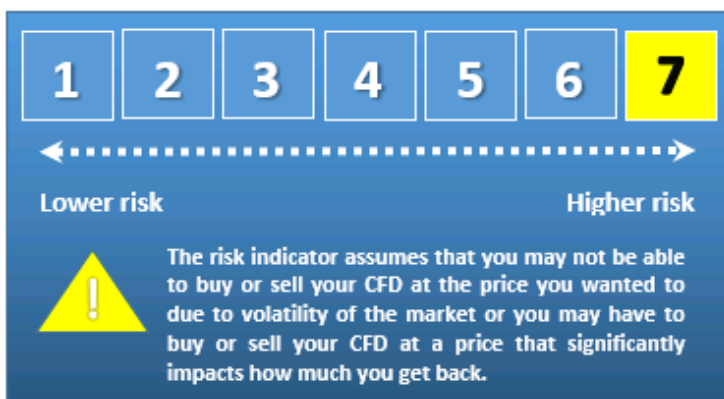 1 2 3 4 5 6 7
Lower risk Higher risk
!
The risk indicator assumes that you may not be able
to buy or sell your CFD at the price you wanted to
due to volatility of the market or you may have to
buy or sell your CFD at a price that significantly
impacts how much you get back.